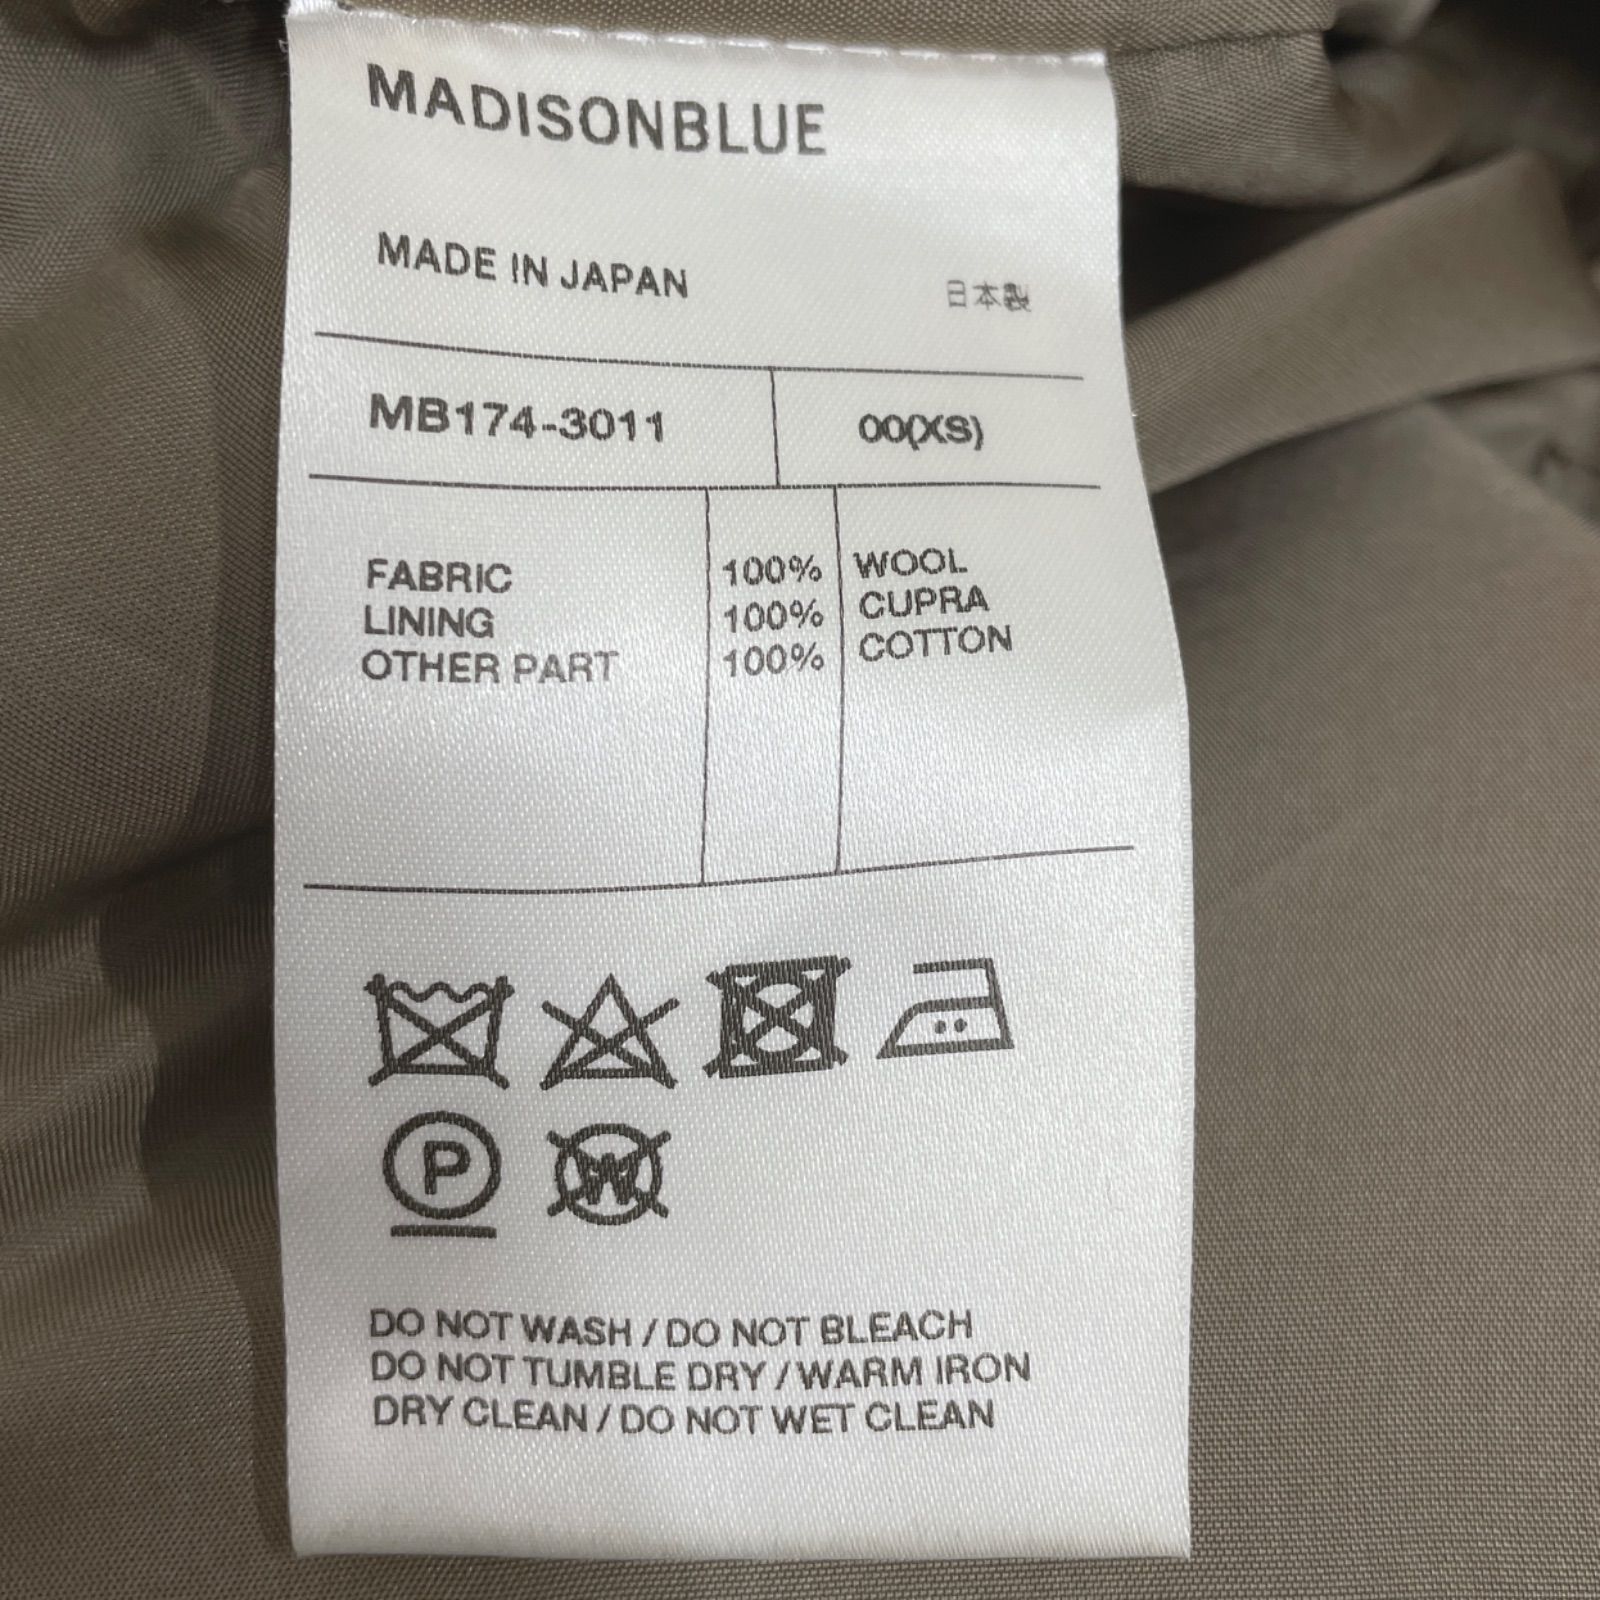 MADISONBLUE
MADE IN JAPAN 日本製
MB174-3011 00(XS)
FABRIC 100% WOOL
LINING 100% CUPRA
OTHER PART 100% COTTON
P W
DO NOT WASH / DO NOT BLEACH
DO NOT TUMBLE DRY / WARM IRON
DRY CLEAN / DO NOT WET CLEAN